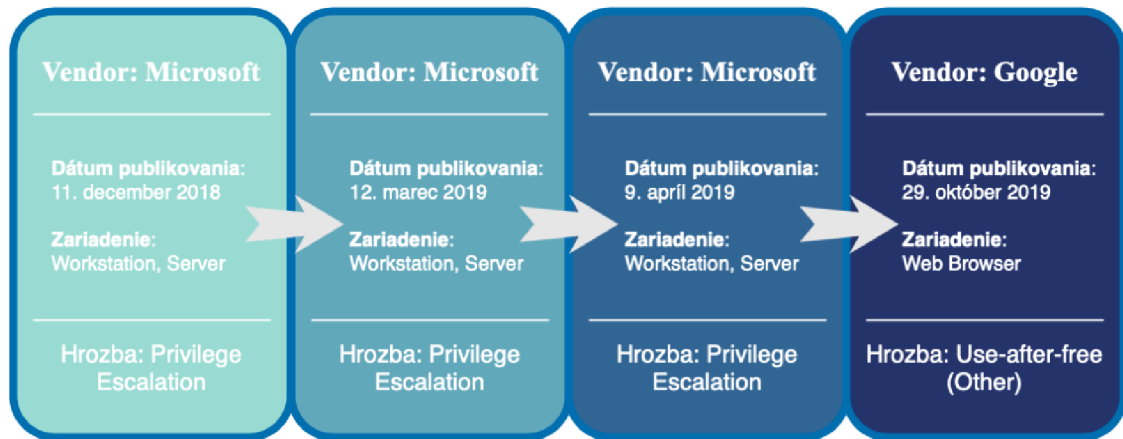 Vendor: Microsoft
Dátum publikovania:
11. december 2018
Zariadenie:
Workstation, Server
Hrozba: Privilege
Escalation
Vendor: Microsoft
Dátum publikovania:
12. marec 2019
Zariadenie:
Workstation, Server
Hrozba: Privilege
Escalation
Vendor: Microsoft
Dátum publikovania:
9. apríl 2019
Zariadenie:
Workstation, Server
Hrozba: Privilege
Escalation
Vendor: Google
Dátum publikovania:
29. október 2019
Zariadenie:
Web Browser
Hrozba: Use-after-free
(Other)